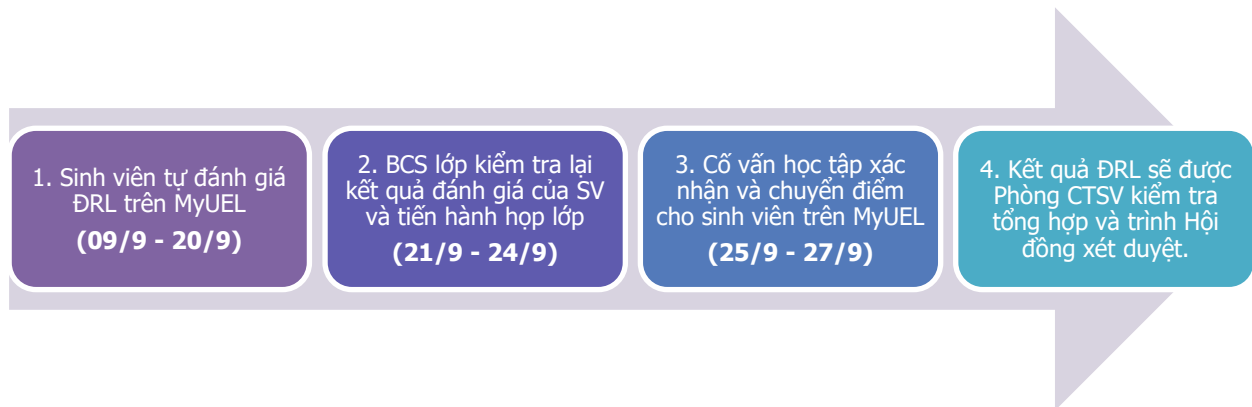 1. Sinh viên tự đánh giá
ĐRL trên MyUEL
(09/9 - 20/9)
2. BCS lớp kiểm tra lại
kết quả đánh giá của SV
và tiến hành họp lớp
(21/9 - 24/9)
3. Cố vấn học tập xác
nhận và chuyển điểm
cho sinh viên trên MyUEL
(25/9 - 27/9)
4. Kết quả ĐRL sẽ được
Phòng CTSV kiểm tra
tổng hợp và trình Hội
đồng xét duyệt.